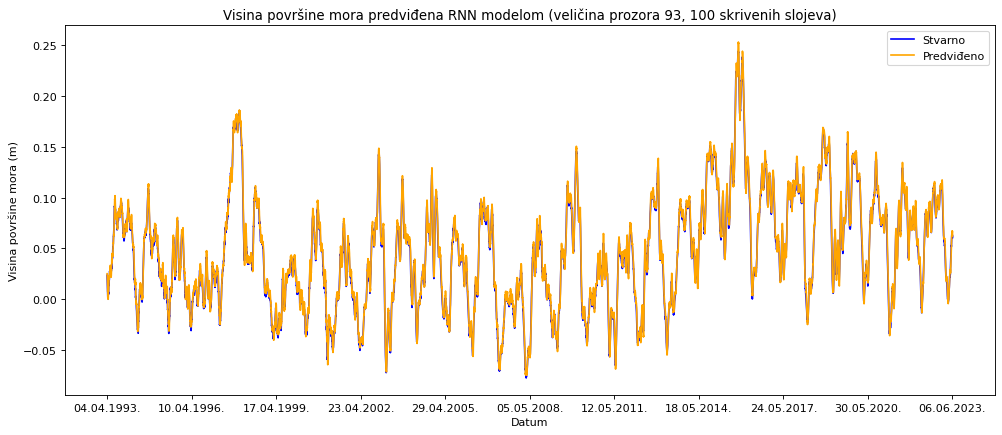 Visina površine mora predviđena RNN modelom (veličina prozora 93, 100 skrivenih slojeva)
Stvarno
Predviđeno
Visina površine mora (m)
0.25
0.20
0.15
0.10
0.05
0.00
−0.05
04.04.1993. 10.04.1996. 17.04.1999. 23.04.2002. 29.04.2005. 05.05.2008. 12.05.2011. 18.05.2014. 24.05.2017. 30.05.2020. 06.06.2023.
Datum